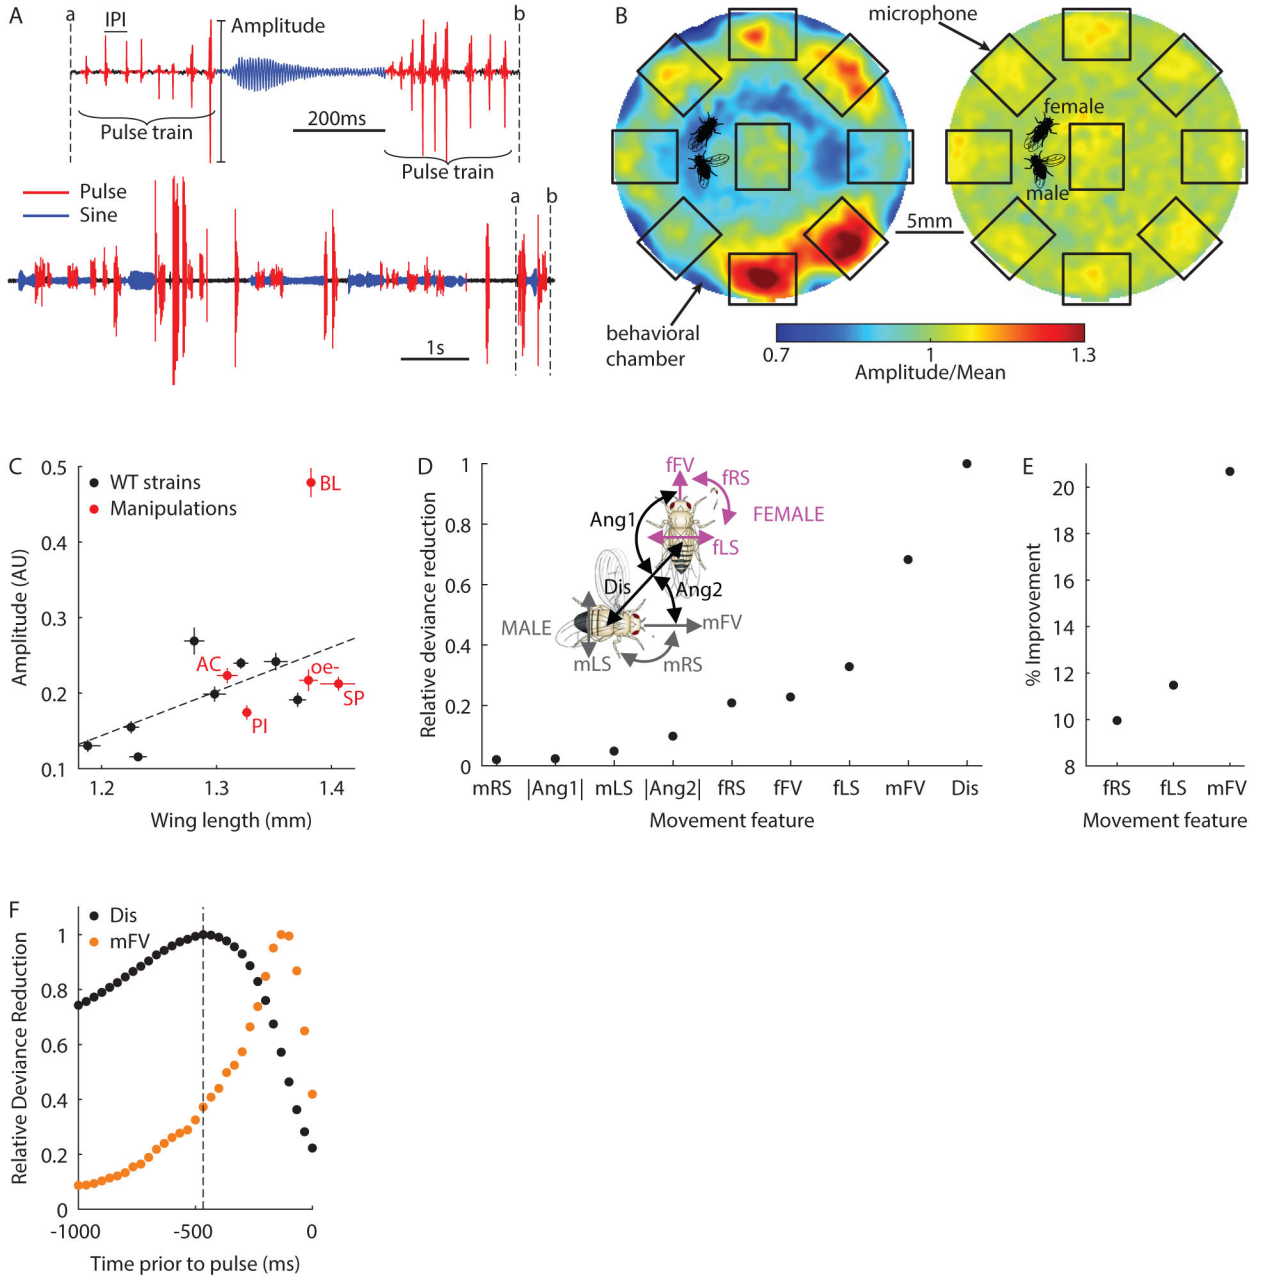 A
a
IPI
Amplitude
b
Pulse train
200ms
Pulse train
Pulse
Sine
a
b
1s
B
microphone
female
male
5mm
behavioral
chamber
0.7
1
1.3
Amplitude/Mean
C
0.5
0.4
0.3
0.2
0.1
Amplitude (AU)
WT strains
Manipulations
BL
AC
oe-
SP
PI
1.2
1.3
1.4
Wing length (mm)
D
1
0.8
0.6
0.4
0.2
0
Relative deviance reduction
fFV
fRS
Ang1
FEMALE
fLS
Dis
Ang2
MALE
mFV
mLS
mRS
mRS
|Ang1|
mLS
|Ang2|
fRS
fFV
fLS
mFV
Dis
Movement feature
E
20
18
16
14
12
10
8
% Improvement
fRS
fLS
mFV
Movement feature
F
Dis
mFV
1
0.8
0.6
0.4
0.2
0
Relative Deviance Reduction
-1000
-500
0
Time prior to pulse (ms)